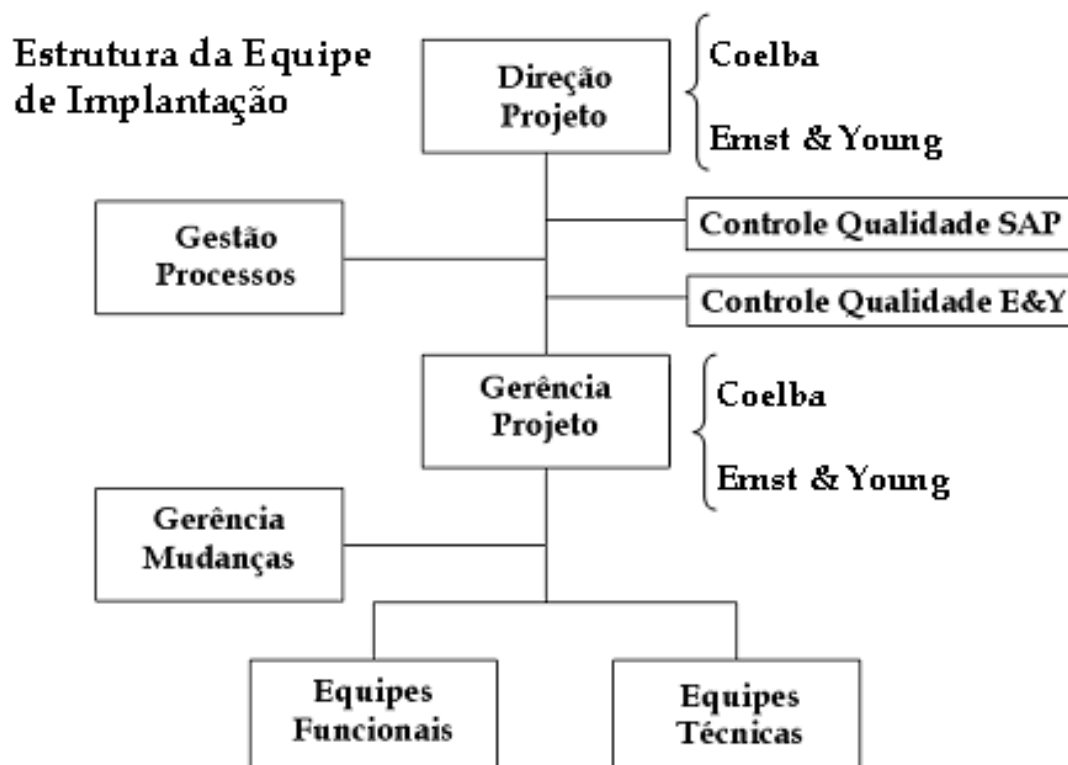 Estrutura da Equipe
de Implantação
Direção
Projeto
Coelba
Ernst & Young
Gestão
Processos
Controle Qualidade SAP
Controle Qualidade E&Y
Gerência
Projeto
Coelba
Ernst & Young
Gerência
Mudanças
Equipes
Funcionais
Equipes
Técnicas